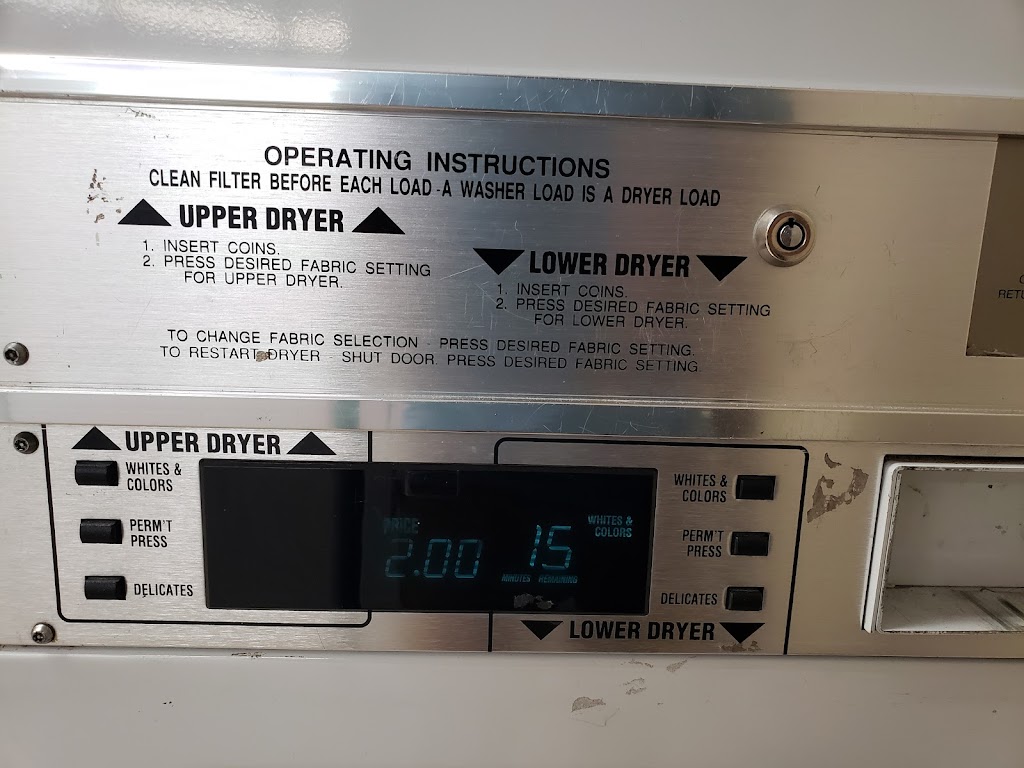 OPERATING INSTRUCTIONS
CLEAN FILTER BEFORE EACH LOAD - A WASHER LOAD IS A DRYER LOAD
UPPER DRYER
1. INSERT COINS.
2. PRESS DESIRED FABRIC SETTING
FOR UPPER DRYER.
LOWER DRYER
1. INSERT COINS.
2. PRESS DESIRED FABRIC SETTING
FOR LOWER DRYER.
TO CHANGE FABRIC SELECTION - PRESS DESIRED FABRIC SETTING.
TO RESTART DRYER - SHUT DOOR. PRESS DESIRED FABRIC SETTING.
UPPER DRYER
WHITES &
COLORS
PERM'T
PRESS
DELICATES
PRICE
2.00
15
MINUTES REMAINING
WHITES &
COLORS
WHITES &
COLORS
PERM'T
PRESS
DELICATES
LOWER DRYER